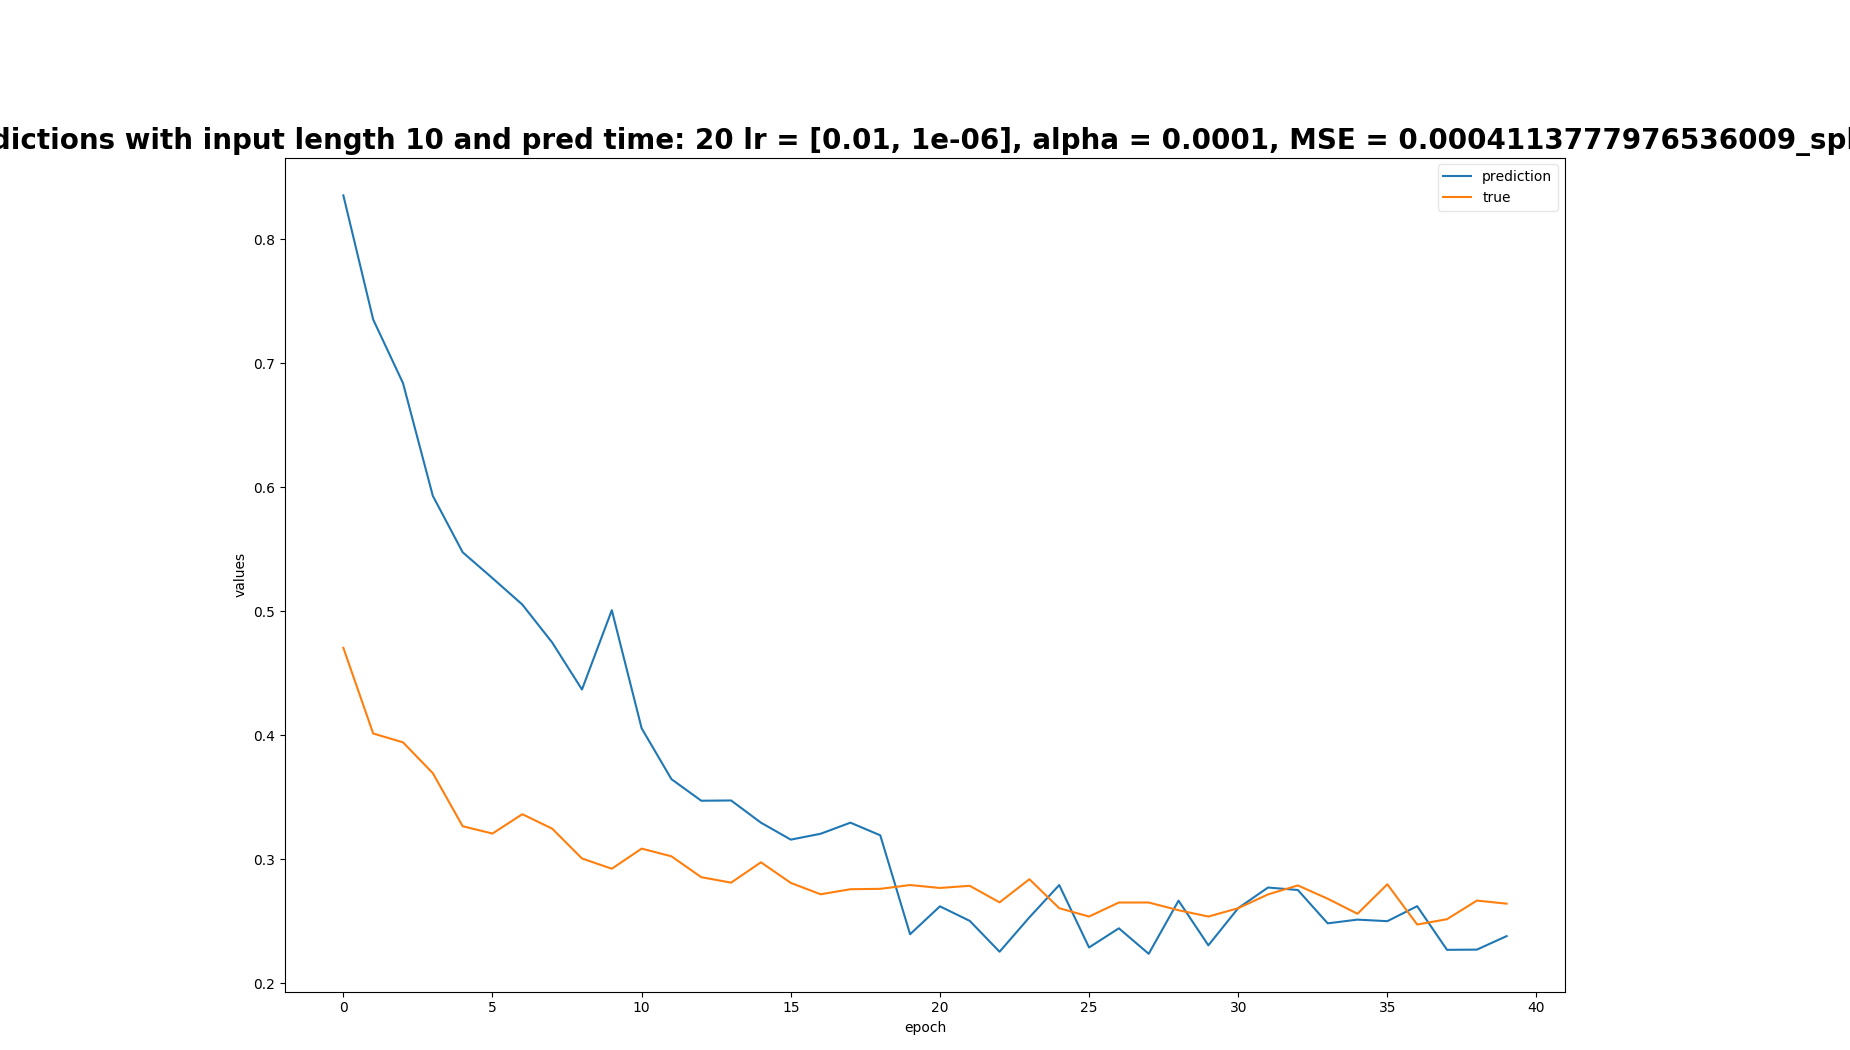 dictions with input length 10 and pred time: 20 lr = [0.01, 1e-06], alpha = 0.0001, MSE = 0.0004113777976536009_spl
prediction
true
0.8
0.7
0.6
0.5
0.4
0.3
0.2
values
0 5 10 15 20 25 30 35 40
epoch